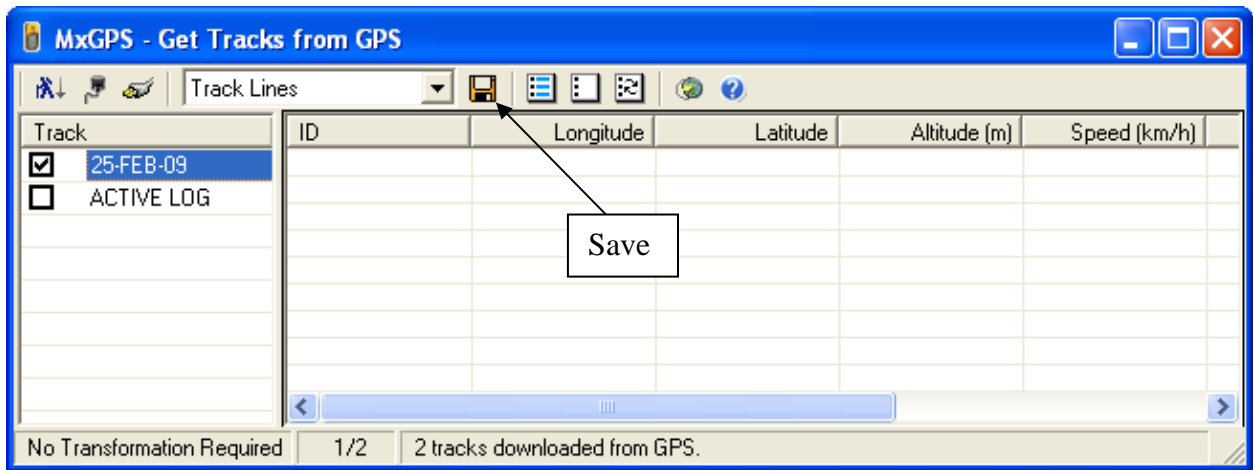 MxGPS - Get Tracks from GPS
Track Lines
Track ID Longitude Latitude Altitude (m) Speed (km/h)
25-FEB-09
ACTIVE LOG
Save
No Transformation Required 1/2 2 tracks downloaded from GPS.